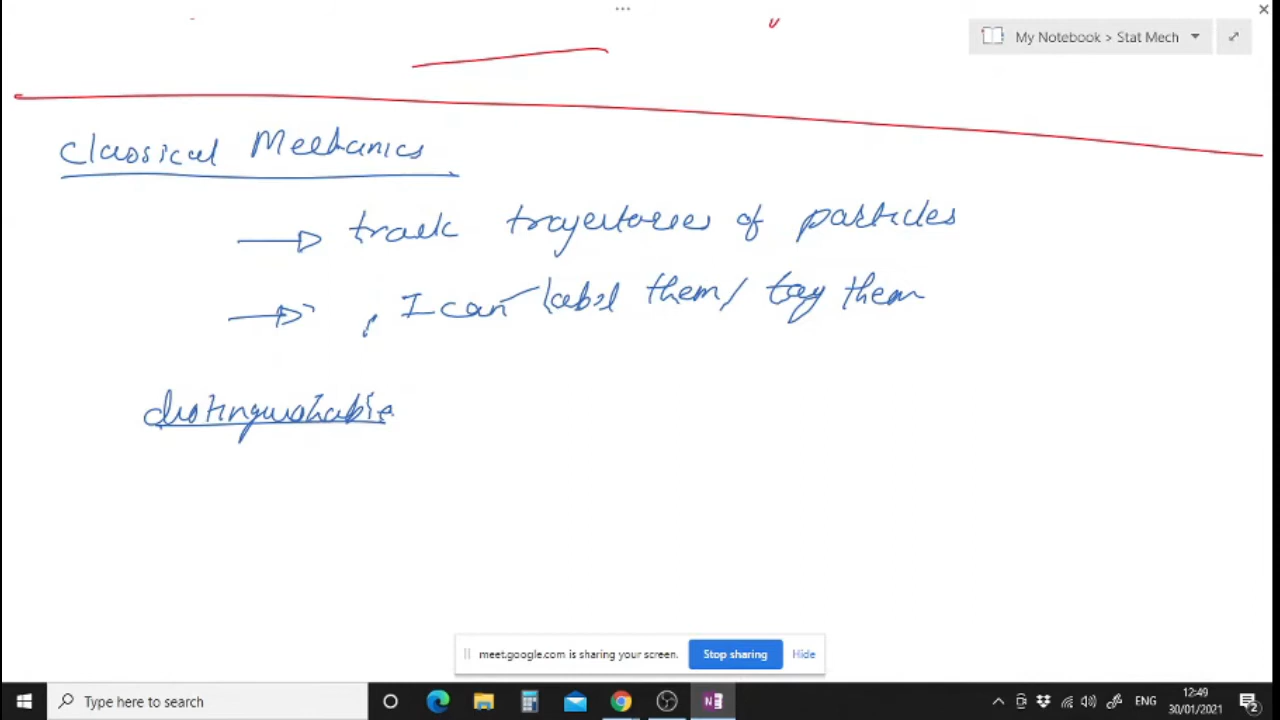 My Notebook > Stat Mech
Classical Mechanics
track trajectories of particles
I can label them / tag them
distinguishable
meet.google.com is sharing your screen. Stop sharing Hide
Type here to search
ENG
12:49
30/01/2021
2